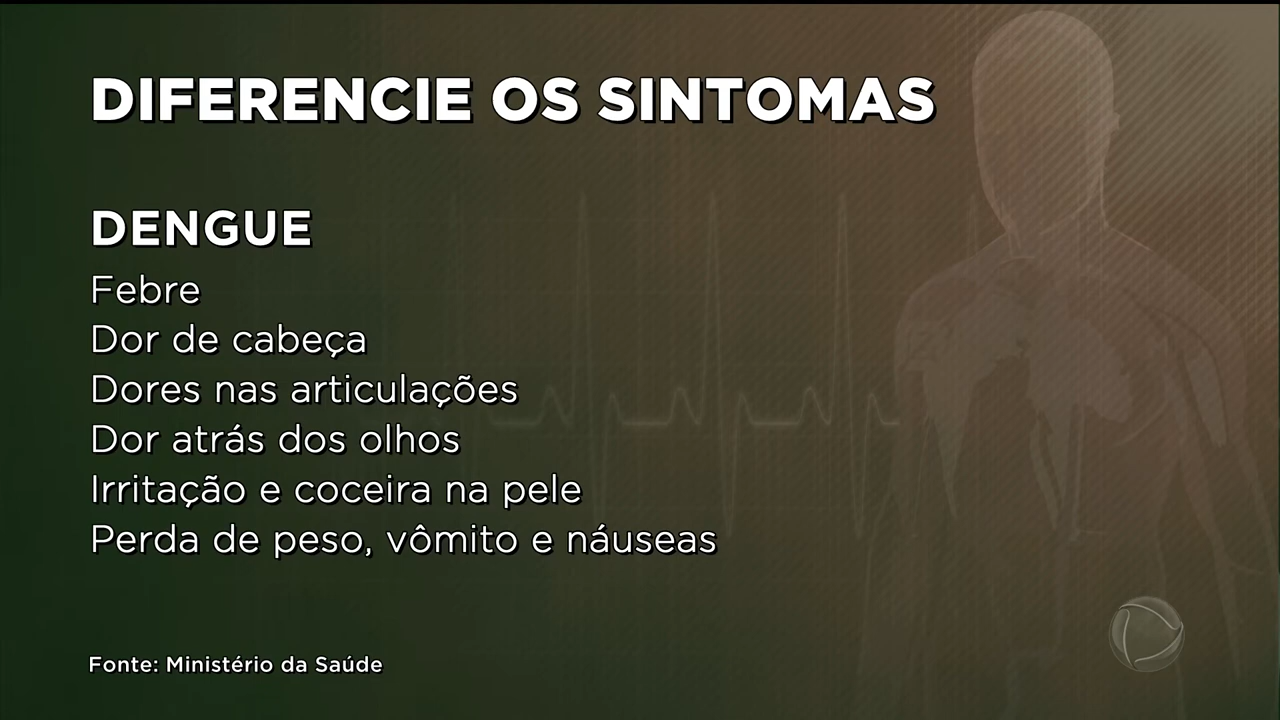 DIFERENCIE OS SINTOMAS
DENGUE
Febre
Dor de cabeça
Dores nas articulações
Dor atrás dos olhos
Irritação e coceira na pele
Perda de peso, vômito e náuseas
Fonte: Ministério da Saúde